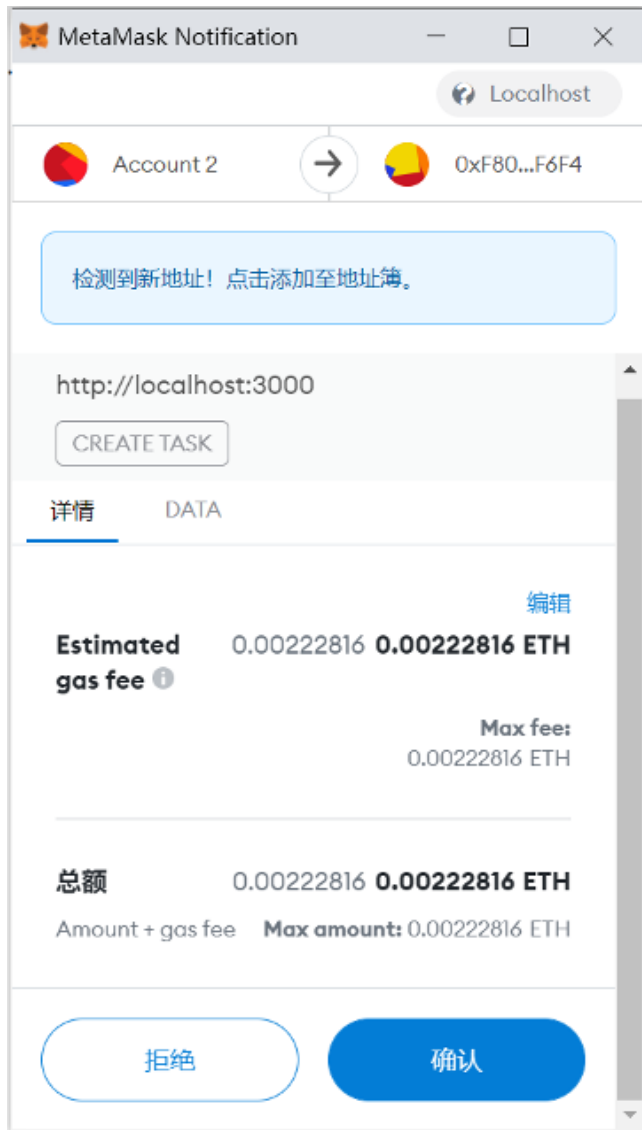 MetaMask Notification
Localhost
Account 2
0xF80...F6F4
检测到新地址！点击添加至地址簿。
http://localhost:3000
CREATE TASK
详情 DATA
编辑
Estimated gas fee 0.00222816 0.00222816 ETH
Max fee:
0.00222816 ETH
总额 0.00222816 0.00222816 ETH
Amount + gas fee Max amount: 0.00222816 ETH
拒绝 确认